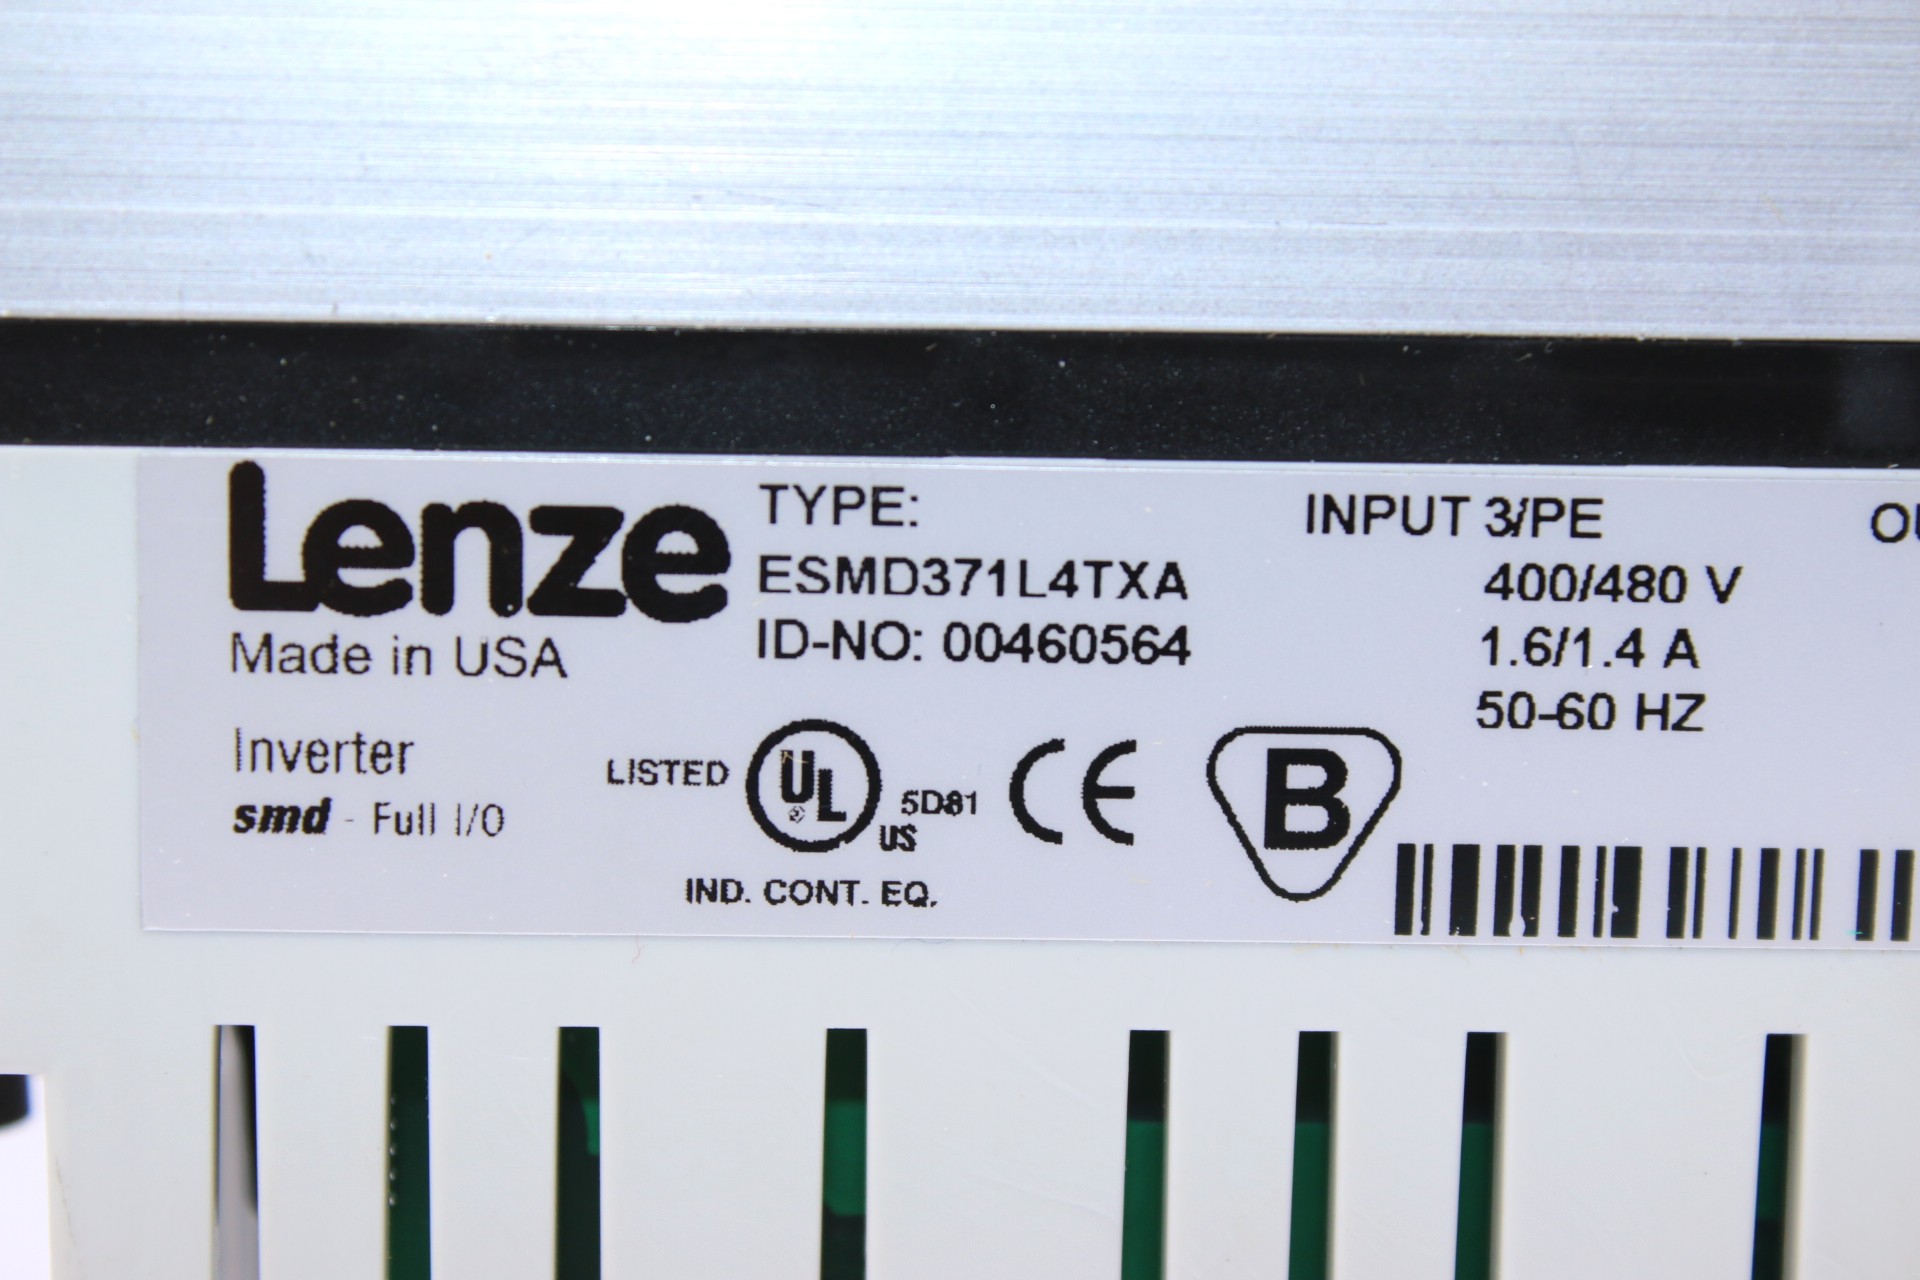 Lenze
Made in USA
Inverter
smd - Full I/O
TYPE:
ESMD371L4TXA
ID-NO: 00460564
LISTED UL US 5D81
IND. CONT. EQ.
CE
B
INPUT 3/PE
400/480 V
1.6/1.4 A
50-60 HZ